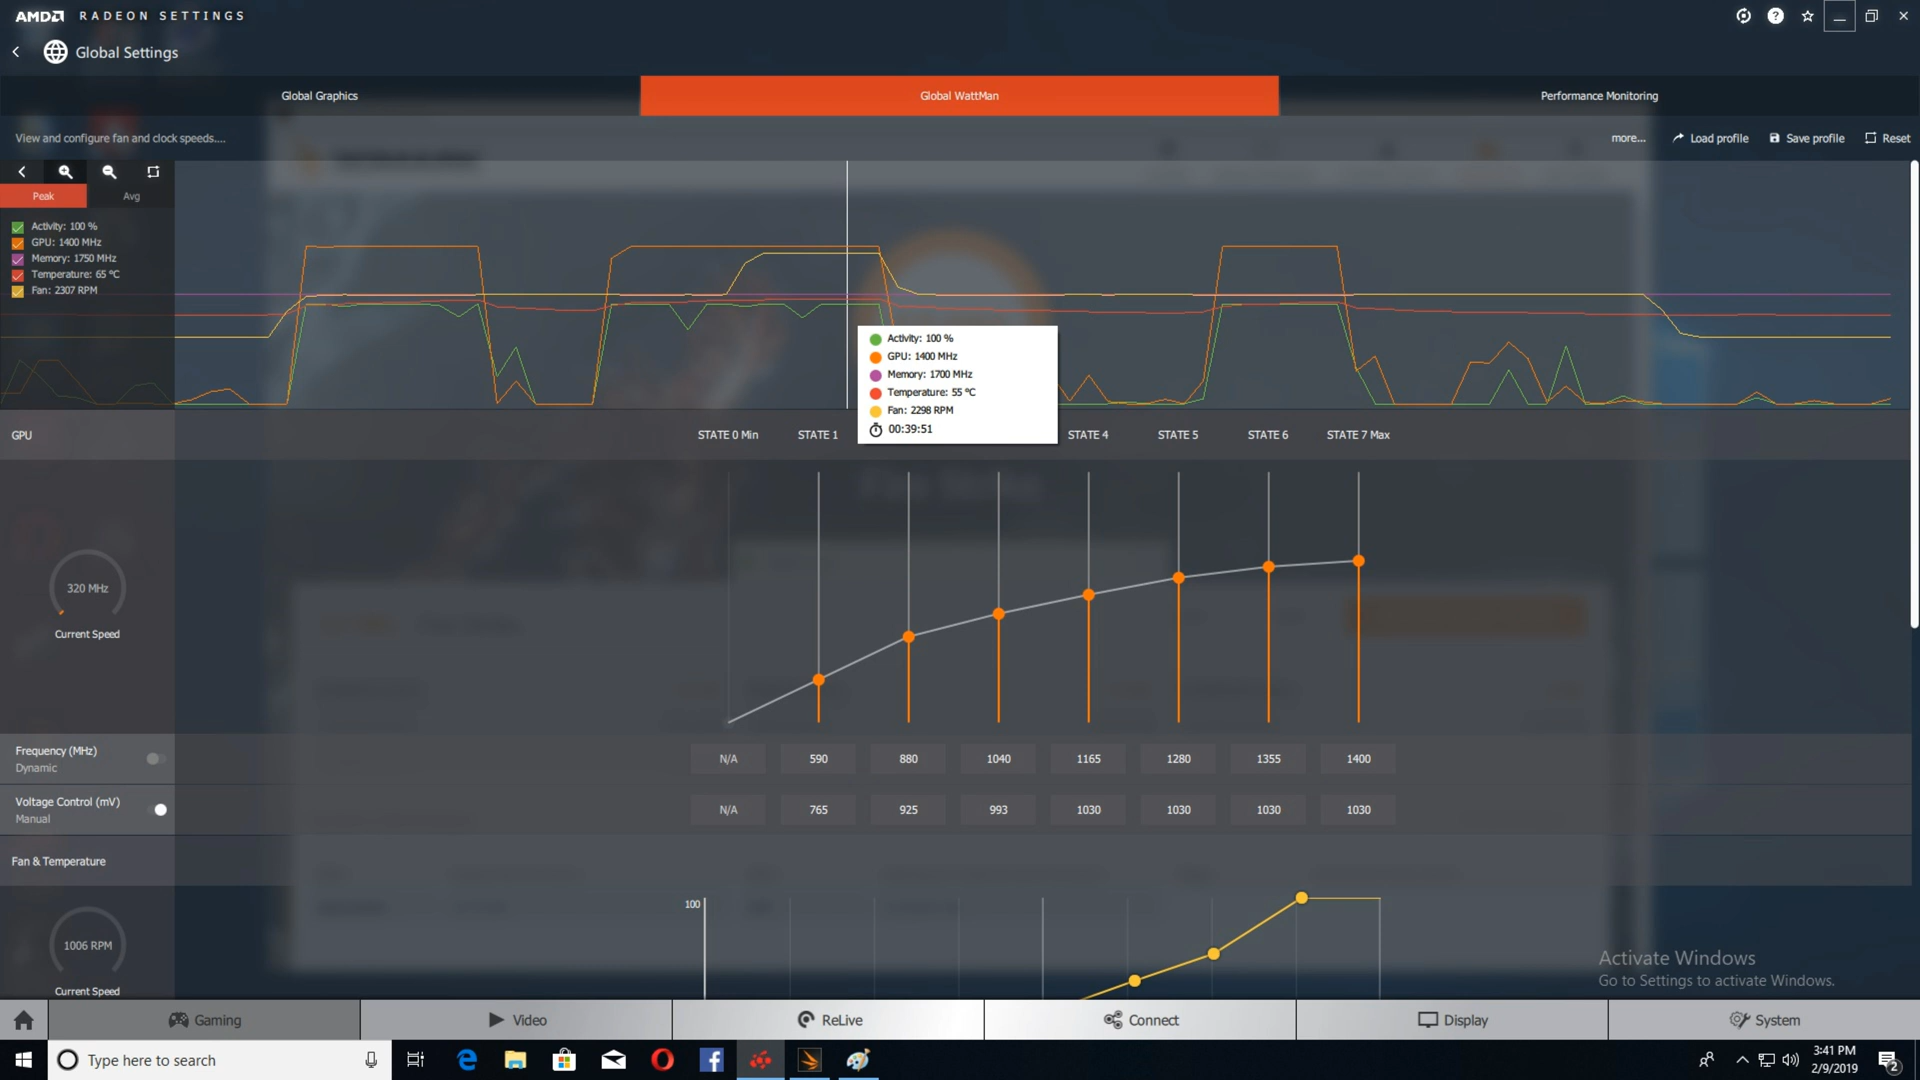 AMD RADEON SETTINGS
Global Settings
Global Graphics
Global WattMan
Performance Monitoring
View and configure fan and clock speeds....
more...
Load profile
Save profile
Reset
Peak
Avg
Activity: 100 %
GPU: 1400 MHz
Memory: 1750 MHz
Temperature: 65 °C
Fan: 2307 RPM
Activity: 100 %
GPU: 1400 MHz
Memory: 1700 MHz
Temperature: 55 °C
Fan: 2298 RPM
00:39:51
GPU
STATE 0 Min
STATE 1
STATE 4
STATE 5
STATE 6
STATE 7 Max
320 MHz
Current Speed
Frequency (MHz)
Dynamic
N/A
590
880
1040
1165
1280
1355
1400
Voltage Control (mV)
Manual
N/A
765
925
993
1030
1030
1030
1030
Fan & Temperature
100
1006 RPM
Current Speed
Activate Windows
Go to Settings to activate Windows.
Gaming
Video
ReLive
Connect
Display
System
Type here to search
3:41 PM
2/9/2019
2